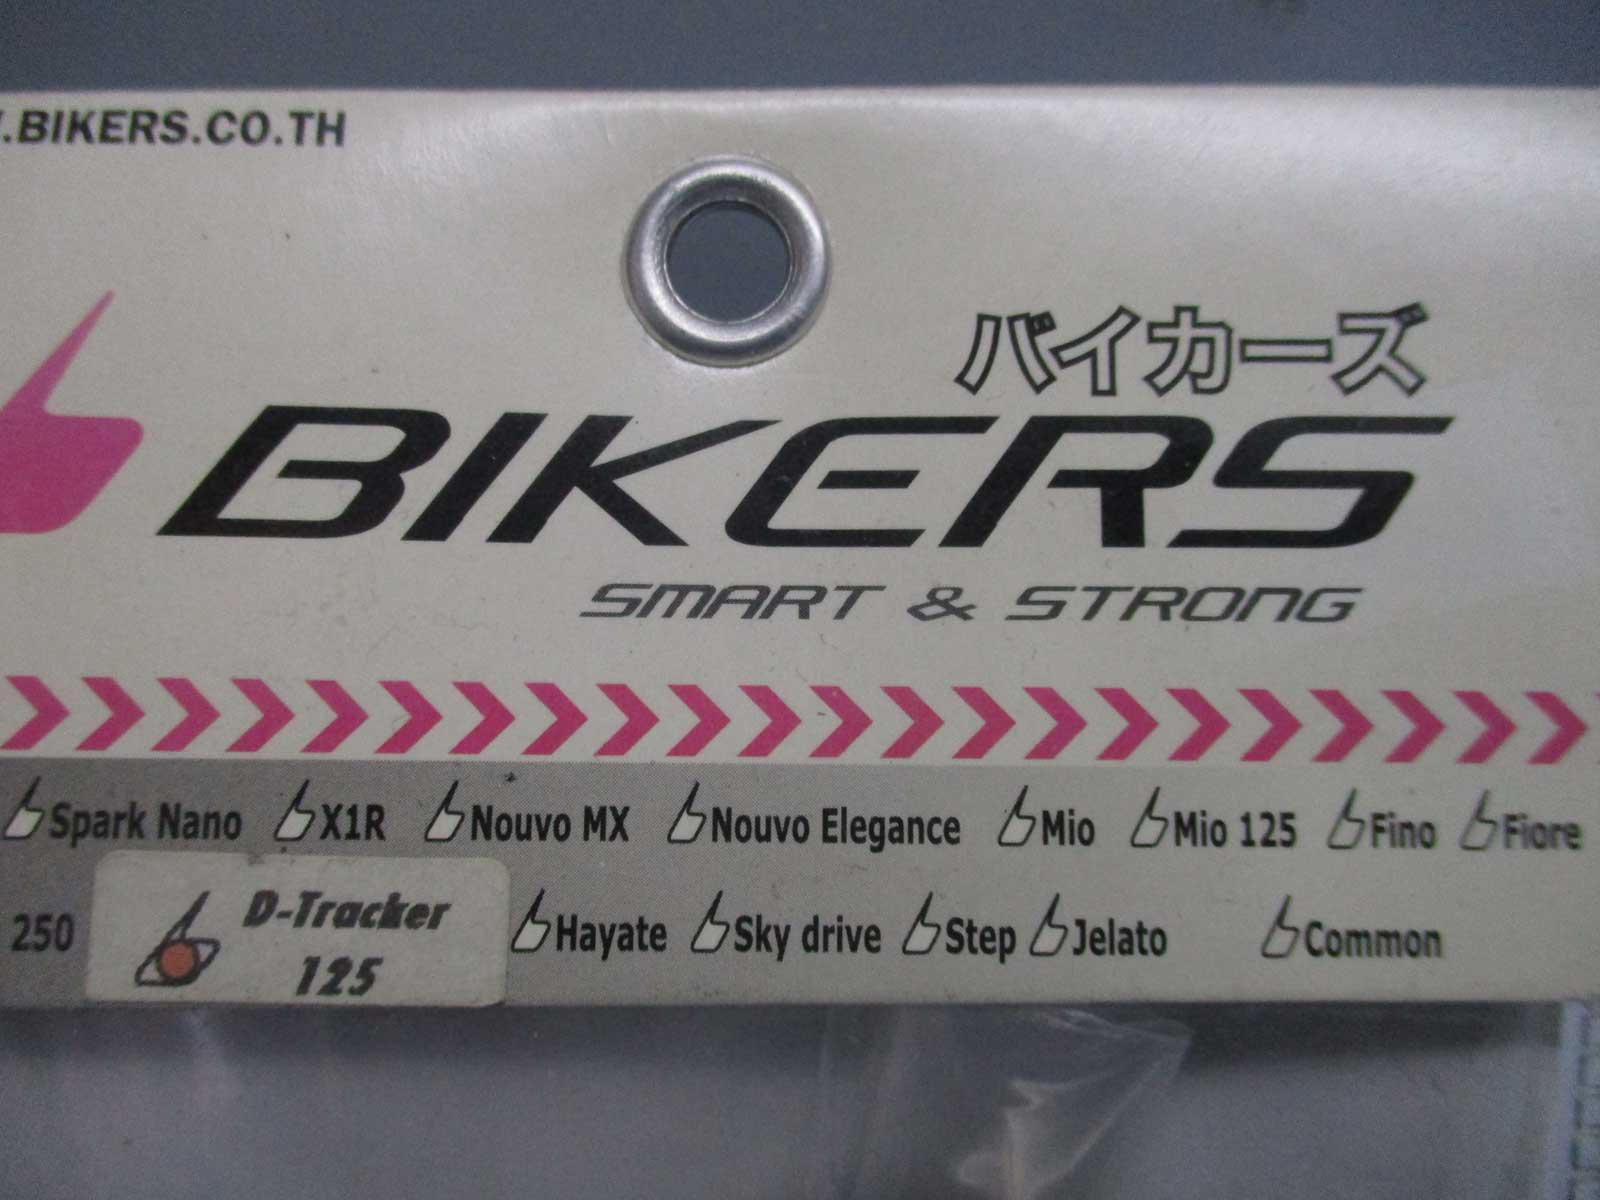 .BIKERS.CO.TH
バイカーズ
BIKERS
SMART & STRONG
Spark Nano X1R Nouvo MX Nouvo Elegance Mio Mio 125 Fino Fiore
250 D-Tracker 125 Hayate Sky drive Step Jelato Common